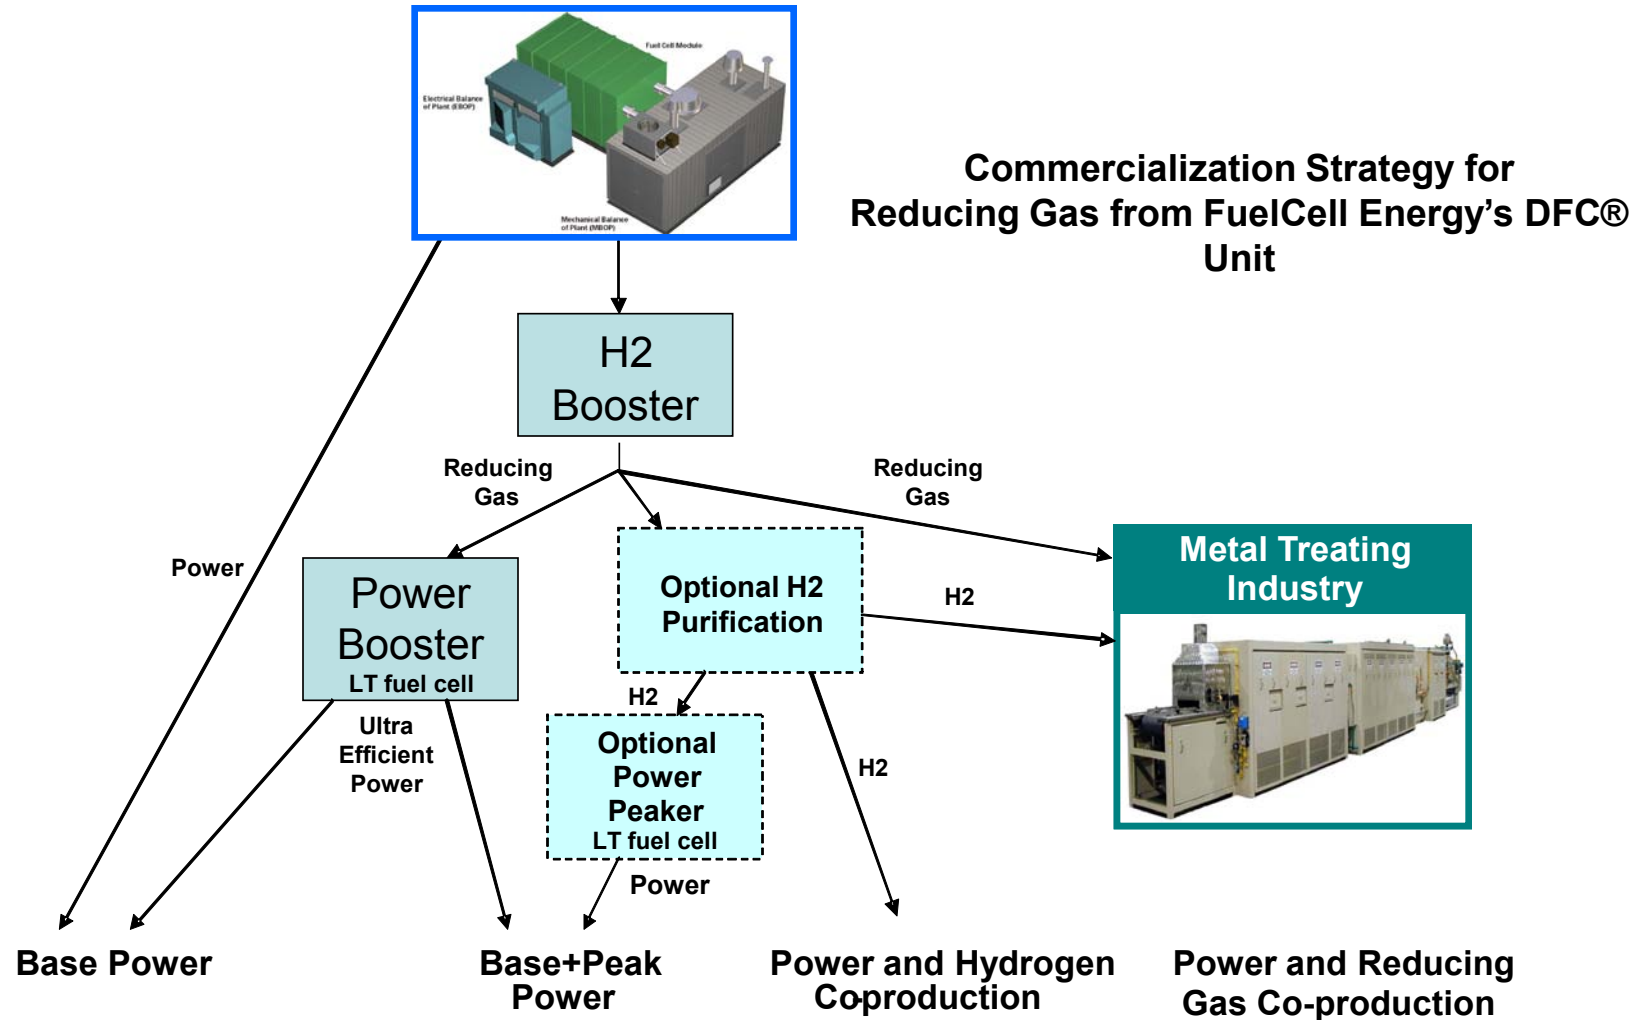 Fuel Cell Module
Electrical Balance
of Plant (EBOP)
Mechanical Balance
of Plant (MBOP)
Commercialization Strategy for
Reducing Gas from FuelCell Energy’s DFC®
Unit
H2
Booster
Reducing
Gas
Reducing
Gas
Power
Power
Booster
LT fuel cell
Optional H2
Purification
H2
Metal Treating
Industry
Ultra
Efficient
Power
H2
Optional
Power
Peaker
LT fuel cell
H2
Power
Base Power
Base+Peak
Power
Power and Hydrogen
Co-production
Power and Reducing
Gas Co-production